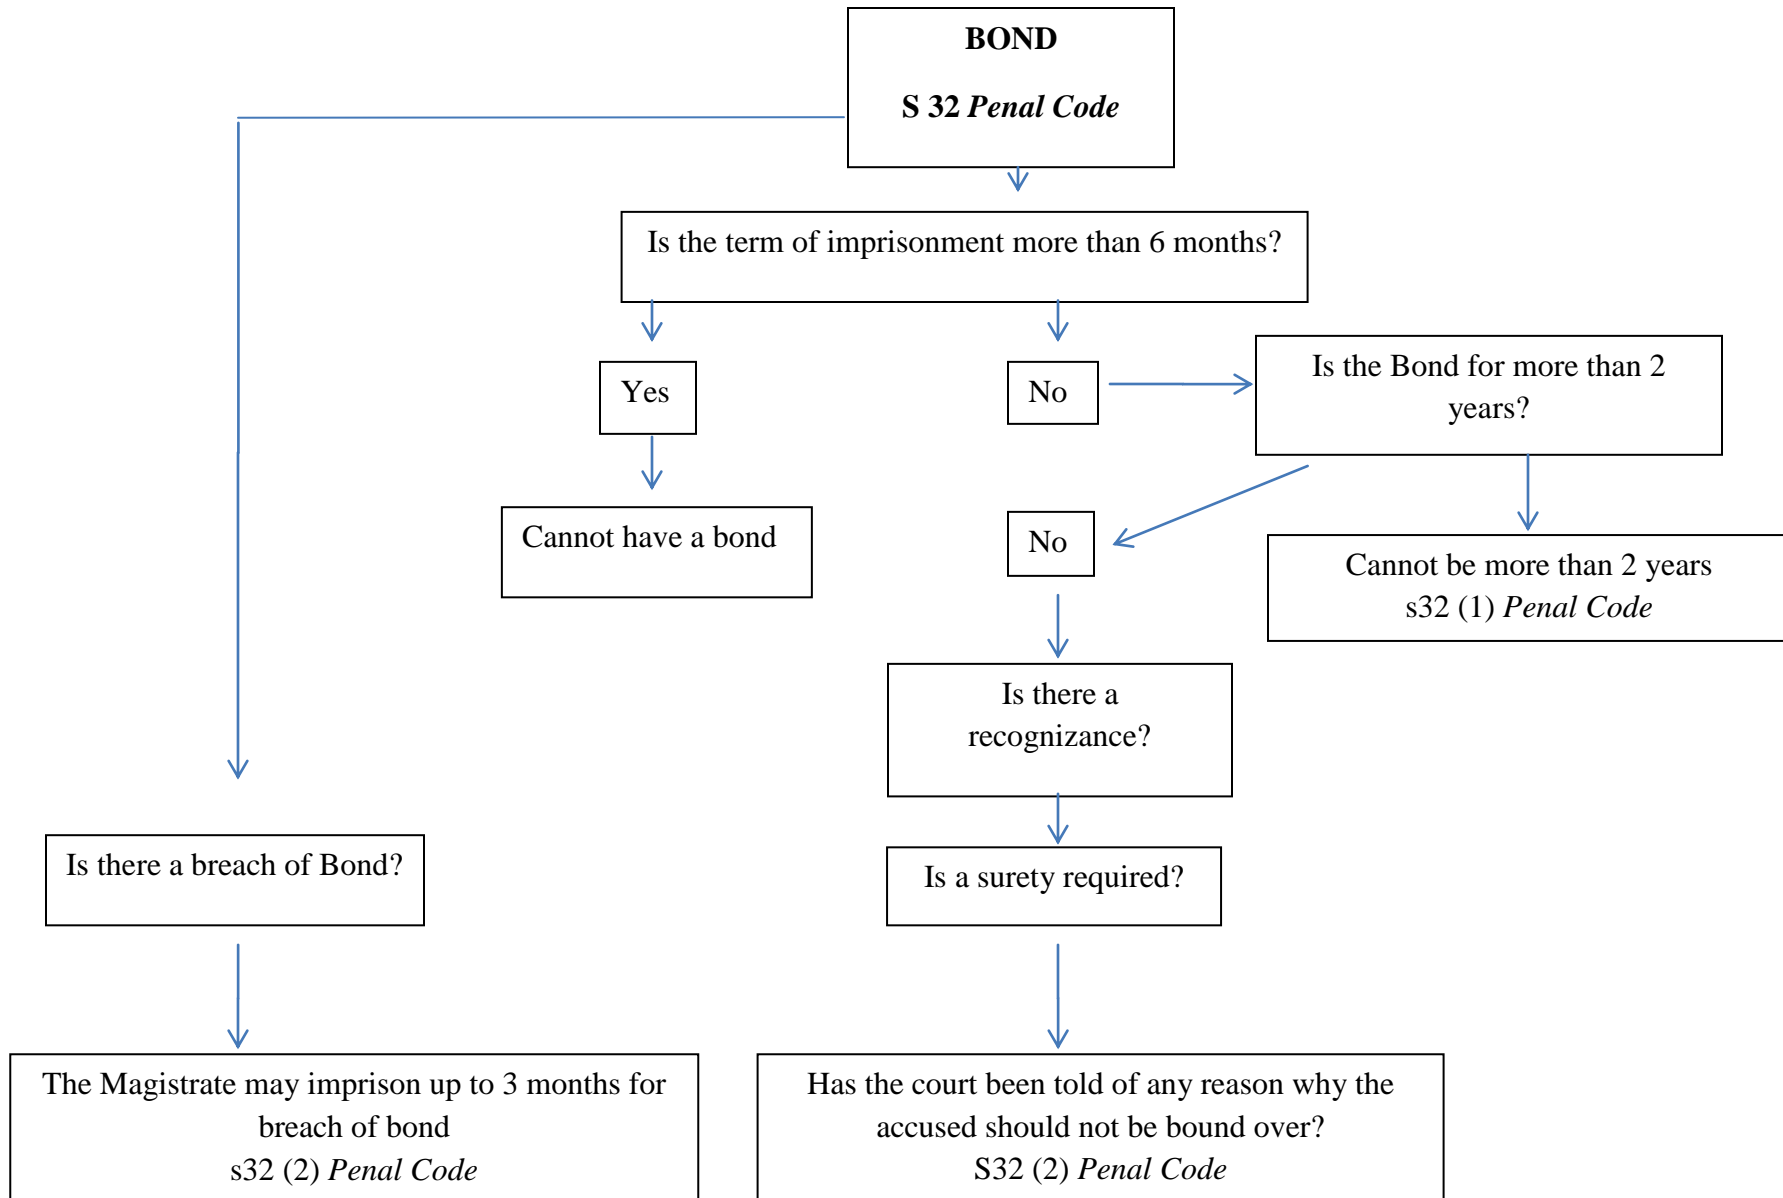 BOND
S 32 Penal Code
Is the term of imprisonment more than 6 months?
Yes
No
Is the Bond for more than 2
years?
Cannot have a bond
No
Cannot be more than 2 years
s32 (1) Penal Code
Is there a
recognizance?
Is there a breach of Bond?
Is a surety required?
The Magistrate may imprison up to 3 months for
breach of bond
s32 (2) Penal Code
Has the court been told of any reason why the
accused should not be bound over?
S32 (2) Penal Code